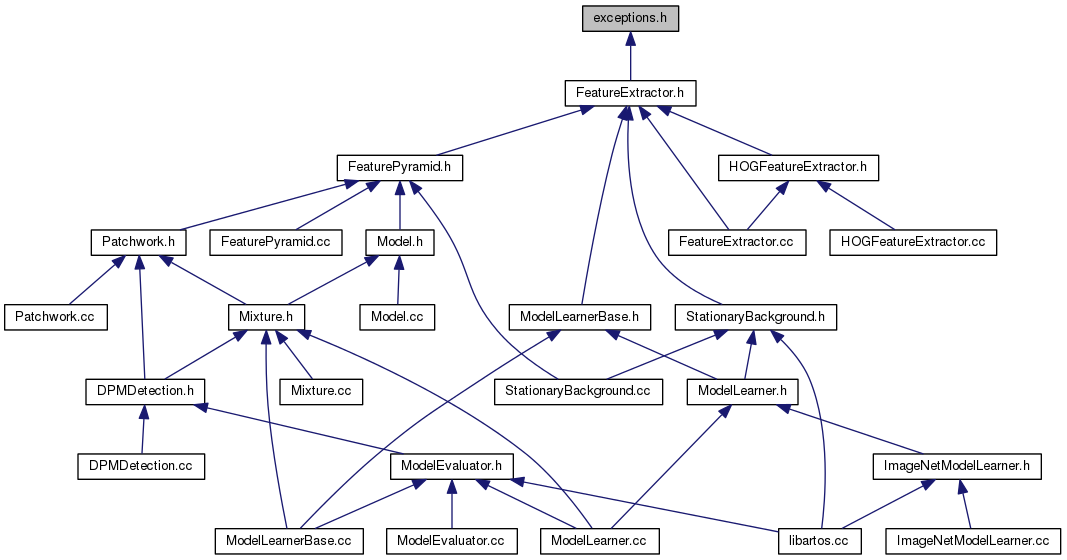 exceptions.h
FeatureExtractor.h
FeaturePyramid.h
HOGFeatureExtractor.h
Patchwork.h
FeaturePyramid.cc
Model.h
FeatureExtractor.cc
HOGFeatureExtractor.cc
Patchwork.cc
Mixture.h
Model.cc
ModelLearnerBase.h
StationaryBackground.h
DPMDetection.h
Mixture.cc
StationaryBackground.cc
ModelLearner.h
DPMDetection.cc
ModelEvaluator.h
ImageNetModelLearner.h
ModelLearnerBase.cc
ModelEvaluator.cc
ModelLearner.cc
libartos.cc
ImageNetModelLearner.cc